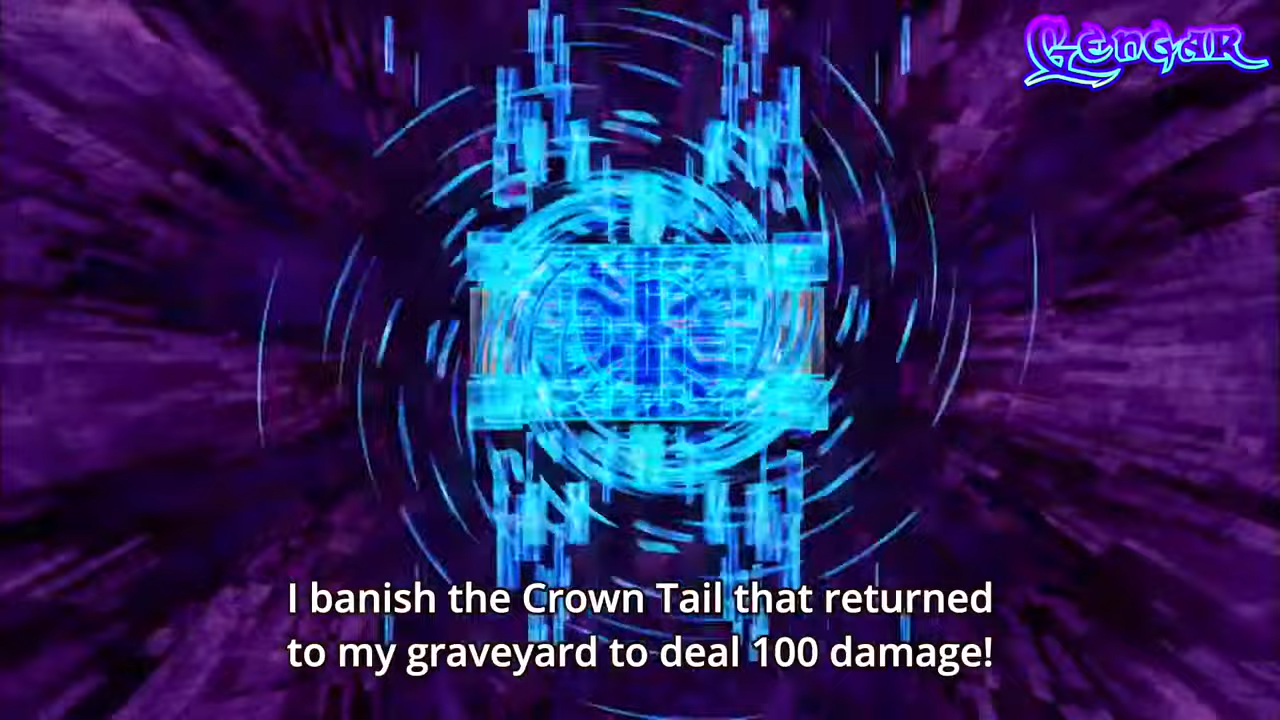 GENGAR
I banish the Crown Tail that returned
to my graveyard to deal 100 damage!